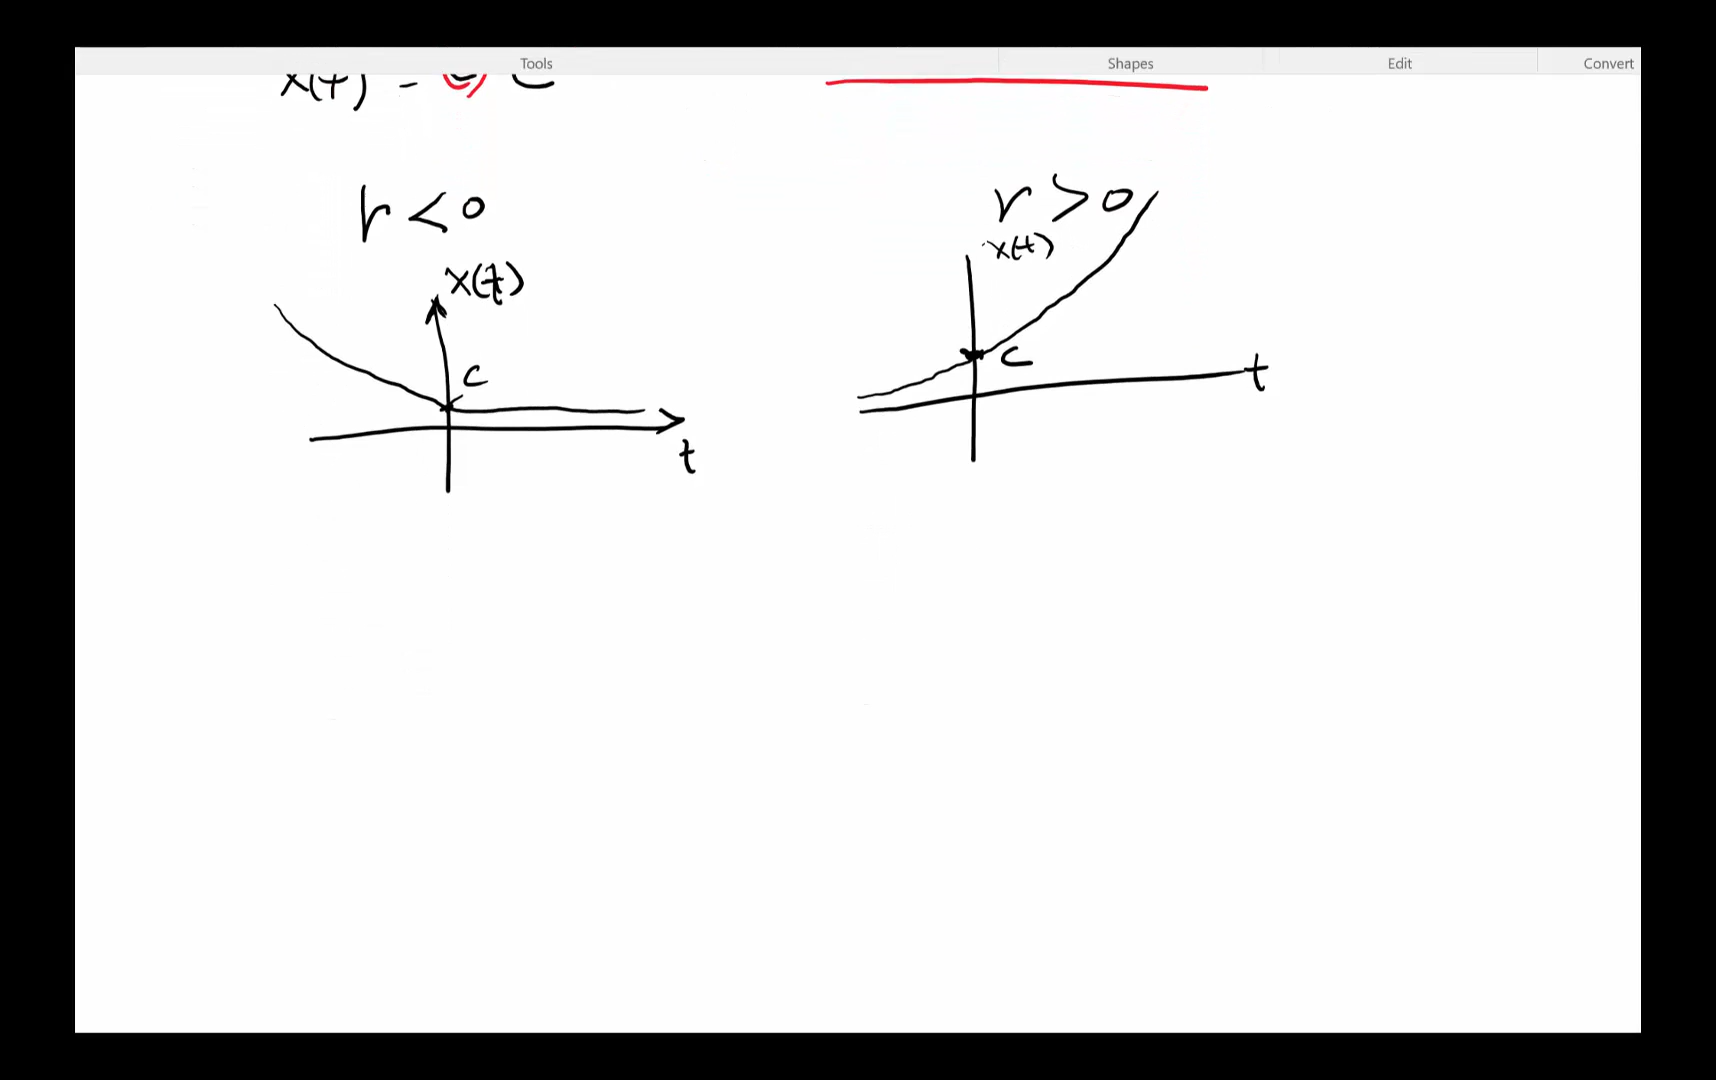 Tools Shapes Edit Convert
x(t) =
r < 0
r > 0
x(t)
x(t)
c
c
t
t